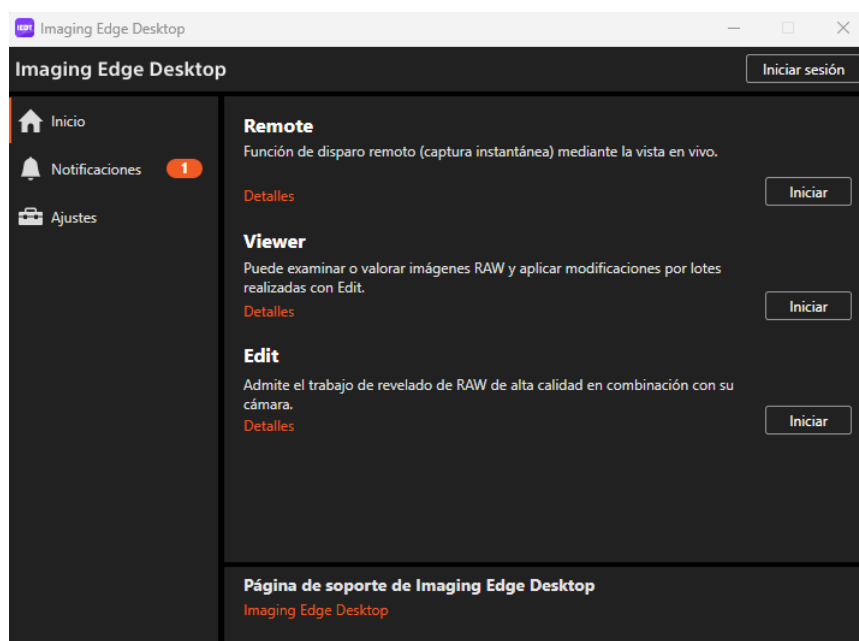 IEDT Imaging Edge Desktop
Imaging Edge Desktop
Iniciar sesión
Inicio
Notificaciones 1
Ajustes
Remote
Función de disparo remoto (captura instantánea) mediante la vista en vivo.
Detalles
Iniciar
Viewer
Puede examinar o valorar imágenes RAW y aplicar modificaciones por lotes
realizadas con Edit.
Detalles
Iniciar
Edit
Admite el trabajo de revelado de RAW de alta calidad en combinación con su
cámara.
Detalles
Iniciar
Página de soporte de Imaging Edge Desktop
Imaging Edge Desktop